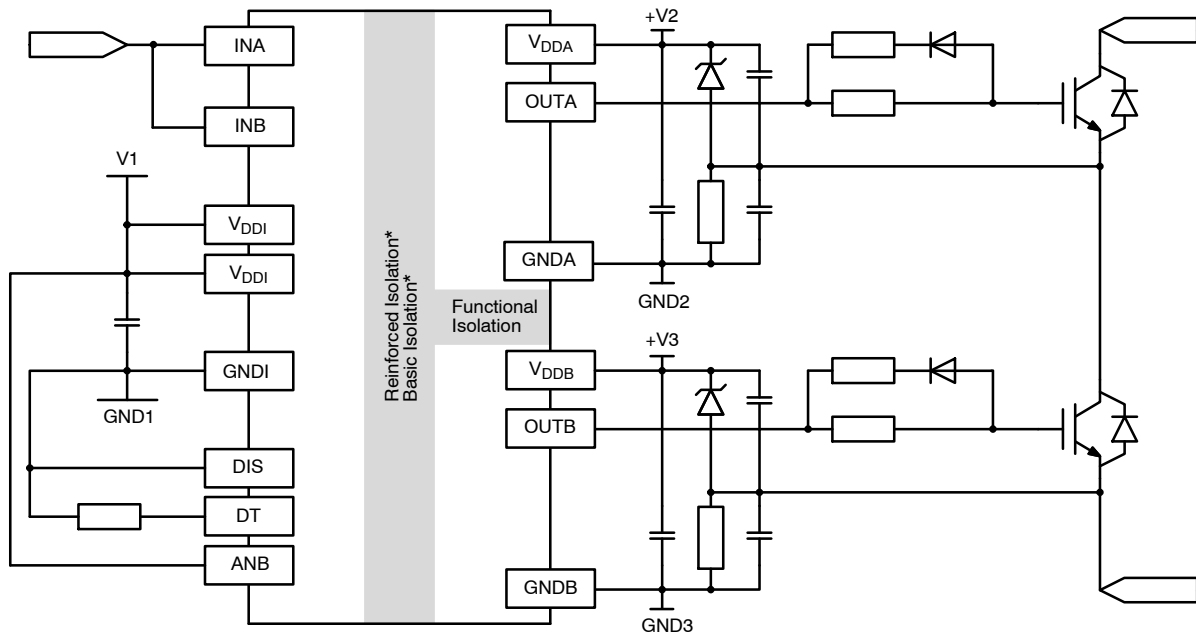 INA
INB
V1
VDDI
VDDI
GNDI
GND1
DIS
DT
ANB
Reinforced Isolation*
Basic Isolation*
Functional
Isolation
VDDA
OUTA
GNDA
VDDB
OUTB
GNDB
+V2
GND2
+V3
GND3